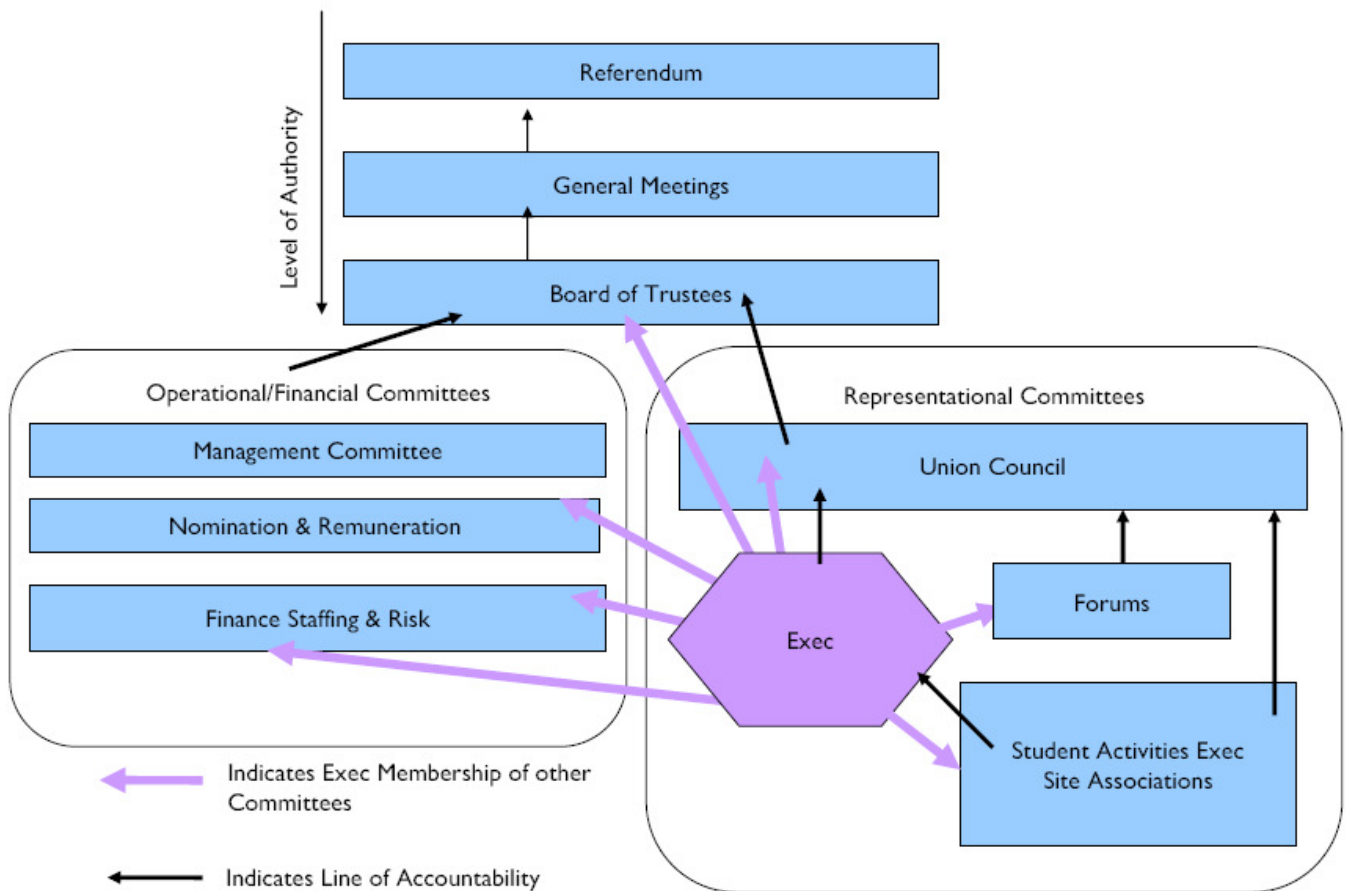 Level of Authority
Referendum
General Meetings
Board of Trustees
Operational/Financial Committees
Management Committee
Nomination & Remuneration
Finance Staffing & Risk
Representational Committees
Union Council
Exec
Forums
Student Activities Exec
Site Associations
Indicates Exec Membership of other
Committees
Indicates Line of Accountability